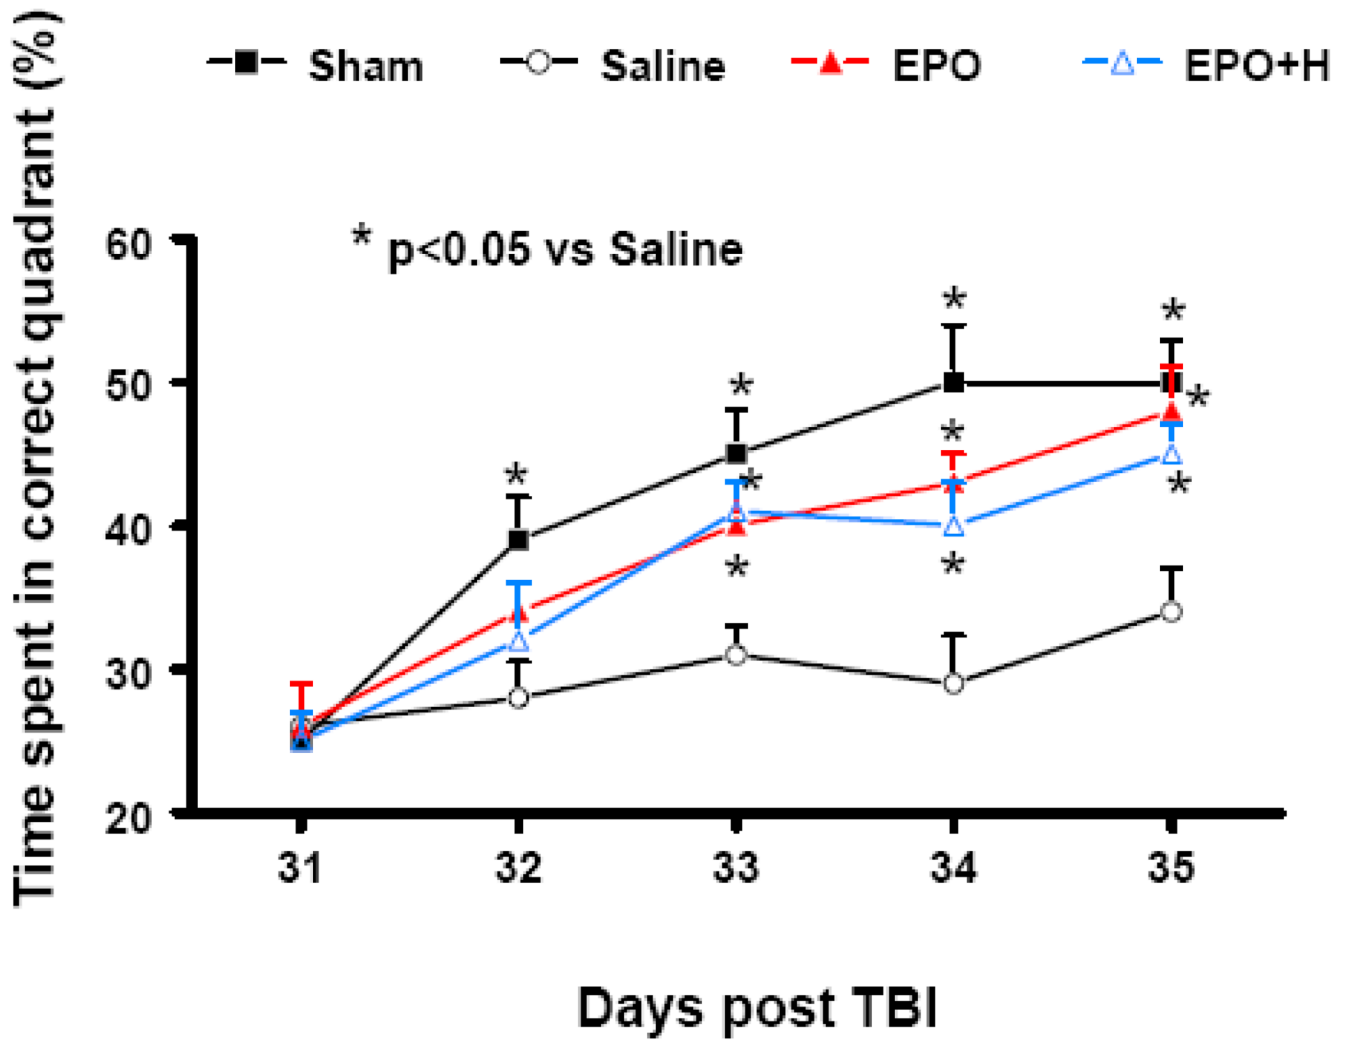 Sham Saline EPO EPO+H
Time spent in correct quadrant (%)
* p<0.05 vs Saline
60
50
40
30
20
* * * *
* *
* *
* * *
31 32 33 34 35
Days post TBI